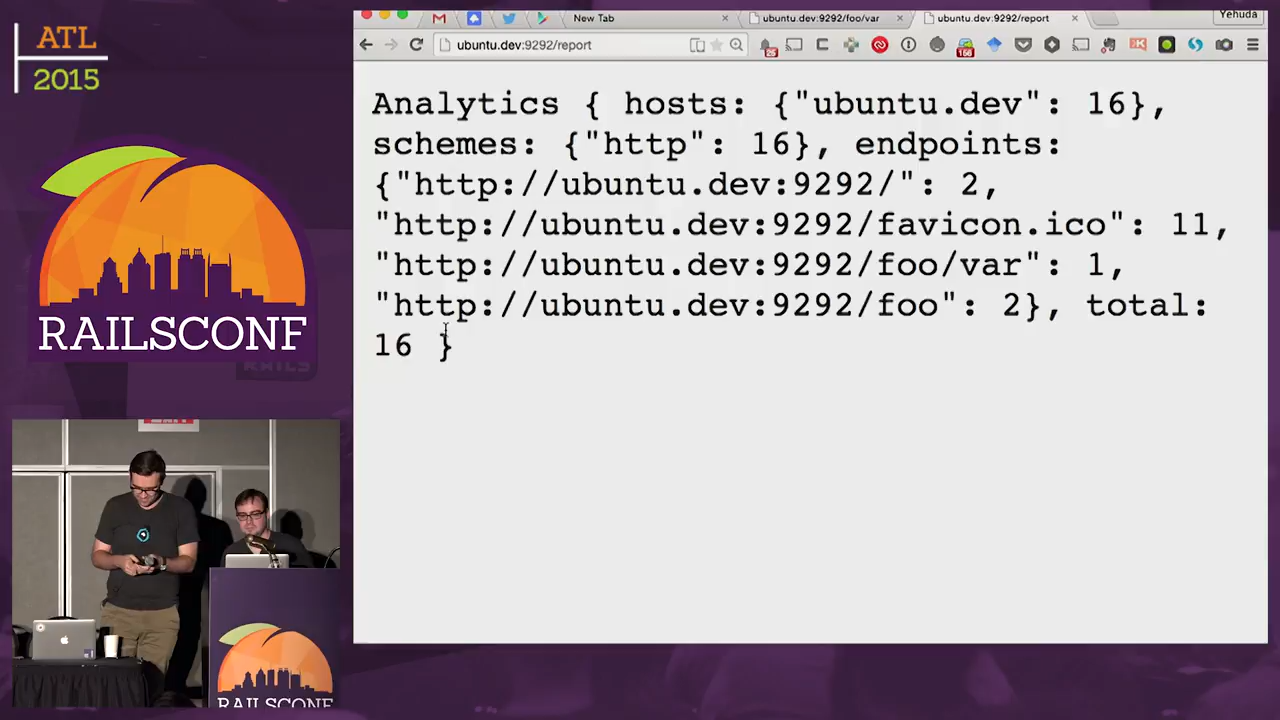 ATL
2015
RAILSCONF
New Tab
ubuntu.dev:9292/foo/var
ubuntu.dev:9292/report
Yehuda
ubuntu.dev:9292/report
25
156
Analytics { hosts: {"ubuntu.dev": 16},
schemes: {"http": 16}, endpoints:
{"http://ubuntu.dev:9292/": 2,
"http://ubuntu.dev:9292/favicon.ico": 11,
"http://ubuntu.dev:9292/foo/var": 1,
"http://ubuntu.dev:9292/foo": 2}, total:
16 }
RAILSCONF